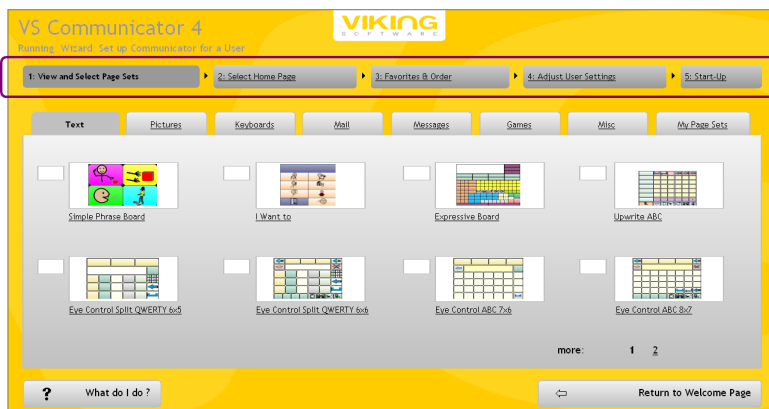 VS Communicator 4
VIKING
SOFTWARE
Running Wizard: Set up Communicator for a User
1: View and Select Page Sets
2: Select Home Page
3: Favorites & Order
4: Adjust User Settings
5: Start-Up
Text
Pictures
Keyboards
Mail
Messages
Games
Misc
My Page Sets
Simple Phrase Board
I Want to
Expressive Board
Upwrite ABC
Eye Control Split QWERTY 6x5
Eye Control Split QWERTY 6x6
Eye Control ABC 7x6
Eye Control ABC 8x7
more: 1 2
? What do I do ?
Return to Welcome Page